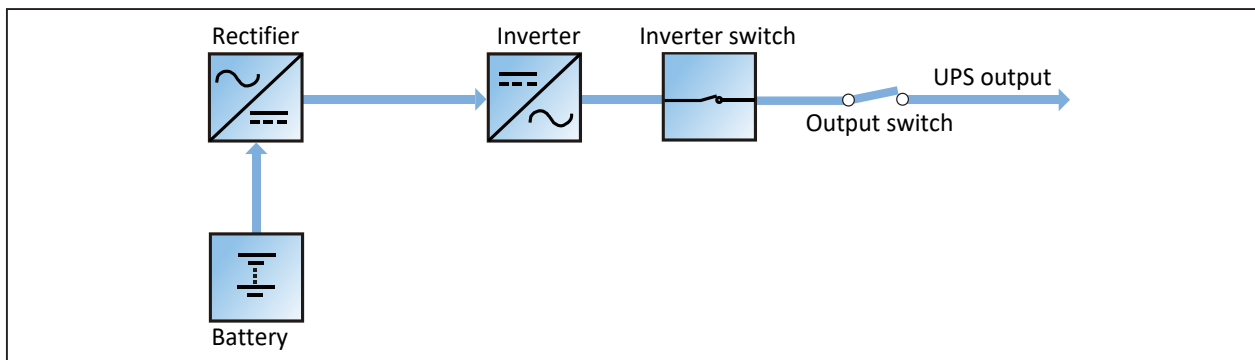 Rectifier
Inverter
Inverter switch
UPS output
Output switch
Battery